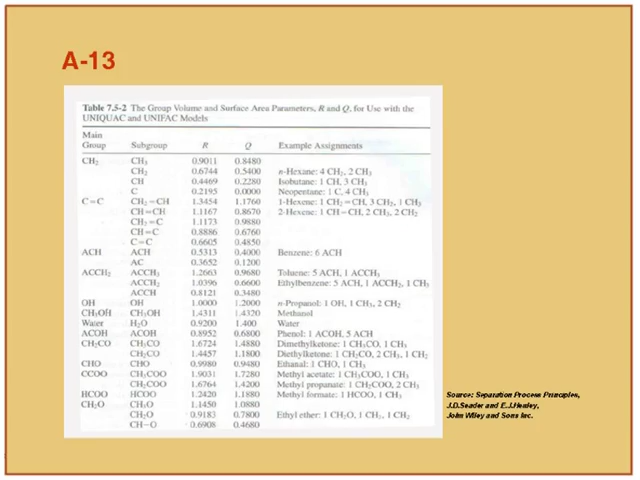 A-13
Table 7.5-2 The Group Volume and Surface Area Parameters, R and Q, for Use with the
UNIQUAC and UNIFAC Models
Main
Group Subgroup R Q Example Assignments
CH₂ CH₃ 0.9011 0.8480
CH₂ 0.6744 0.5400 n-Hexane: 4 CH₂, 2 CH₃
CH 0.4469 0.2280 Isobutane: 1 CH, 3 CH₃
C 0.2195 0.0000 Neopentane: 1 C, 4 CH₃
C=C CH₂=CH 1.3454 1.1760 1-Hexene: 1 CH₂=CH, 3 CH₂, 1 CH₃
CH=CH 1.1167 0.8670 2-Hexene: 1 CH=CH, 2 CH₃, 2 CH₂
CH₂=C 1.1173 0.9880
CH=C 0.8886 0.6760
C=C 0.6605 0.4850
ACH ACH 0.5313 0.4000 Benzene: 6 ACH
AC 0.3652 0.1200
ACCH₂ ACCH₃ 1.2663 0.9680 Toluene: 5 ACH, 1 ACCH₃
ACCH₂ 1.0396 0.6600 Ethylbenzene: 5 ACH, 1 ACCH₂, 1 CH₃
ACCH 0.8121 0.3480
OH OH 1.0000 1.2000 n-Propanol: 1 OH, 1 CH₃, 2 CH₂
CH₃OH CH₃OH 1.4311 1.4320 Methanol
Water H₂O 0.9200 1.400 Water
ACOH ACOH 0.8952 0.6800 Phenol: 1 ACOH, 5 ACH
CH₂CO CH₃CO 1.6724 1.4880 Dimethylketone: 1 CH₃CO, 1 CH₃
CH₂CO 1.4457 1.1800 Diethylketone: 1 CH₂CO, 2 CH₃, 1 CH₂
CHO CHO 0.9980 0.9480 Ethanal: 1 CHO, 1 CH₃
CCOO CH₃COO 1.9031 1.7280 Methyl acetate: 1 CH₃COO, 1 CH₃
CH₂COO 1.6764 1.4200 Methyl propanate: 1 CH₂COO, 2 CH₃
HCOO HCOO 1.2420 1.1880 Methyl formate: 1 HCOO, 1 CH₃
CH₂O CH₃O 1.1450 1.0880
CH₂O 0.9183 0.7800 Ethyl ether: 1 CH₂O, 1 CH₂, 1 CH₂
CH–O 0.6908 0.4680
Source: Separation Process Principles,
J.D.Seader and E.J.Henley,
John Wiley and Sons Inc.